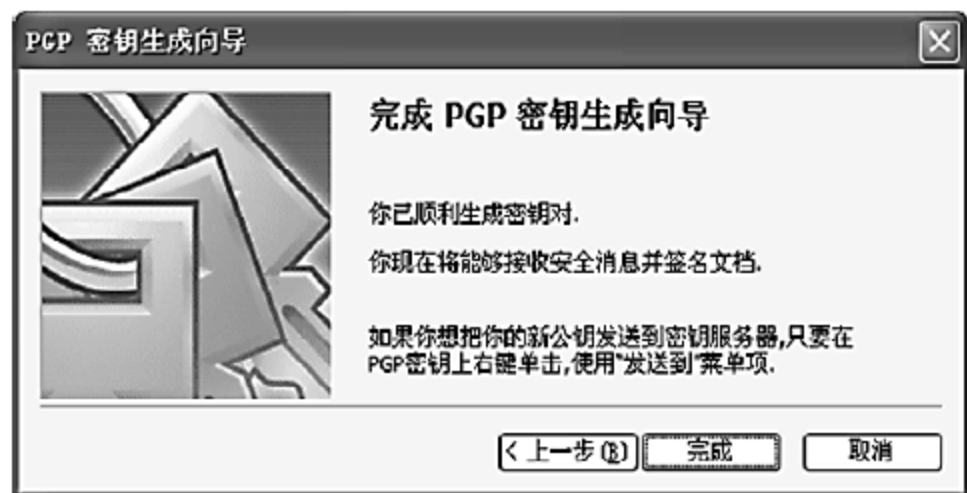 PGP 密钥生成向导
完成 PGP 密钥生成向导
你已顺利生成密钥对.
你现在将能够接收安全消息并签名文档.
如果你想把你的新公钥发送到密钥服务器,只要在
PGP密钥上右键单击,使用"发送到"菜单项.
< 上一步(B) 完成 取消